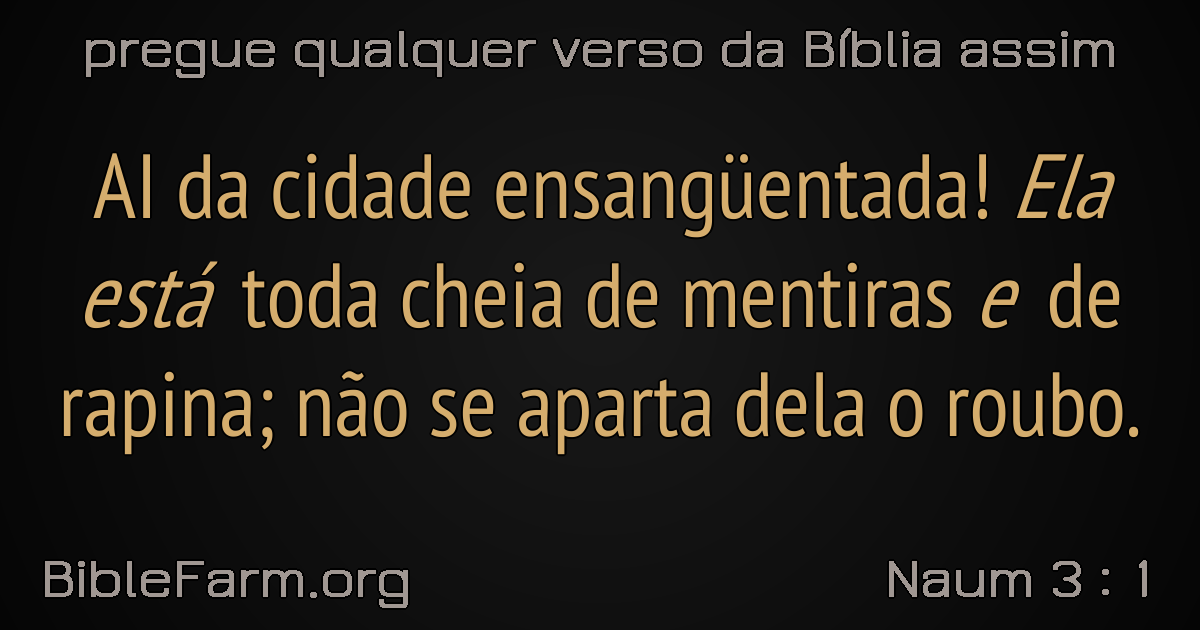 pregue qualquer verso da Bíblia assim
AI da cidade ensangüentada! Ela
está toda cheia de mentiras e de
rapina; não se aparta dela o roubo.
BibleFarm.org
Naum 3 : 1